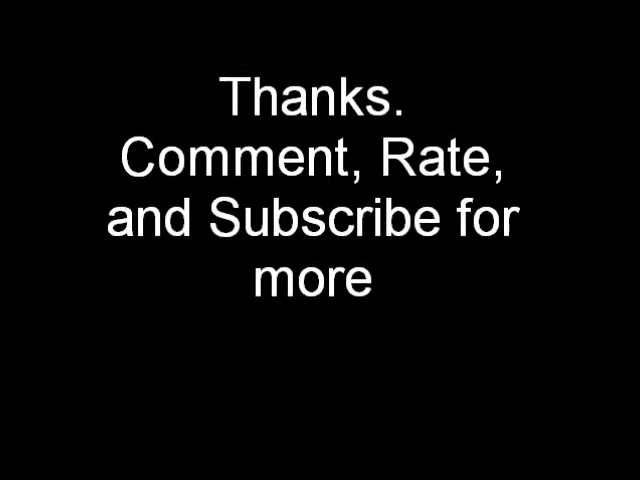 Thanks.
Comment, Rate,
and Subscribe for
more